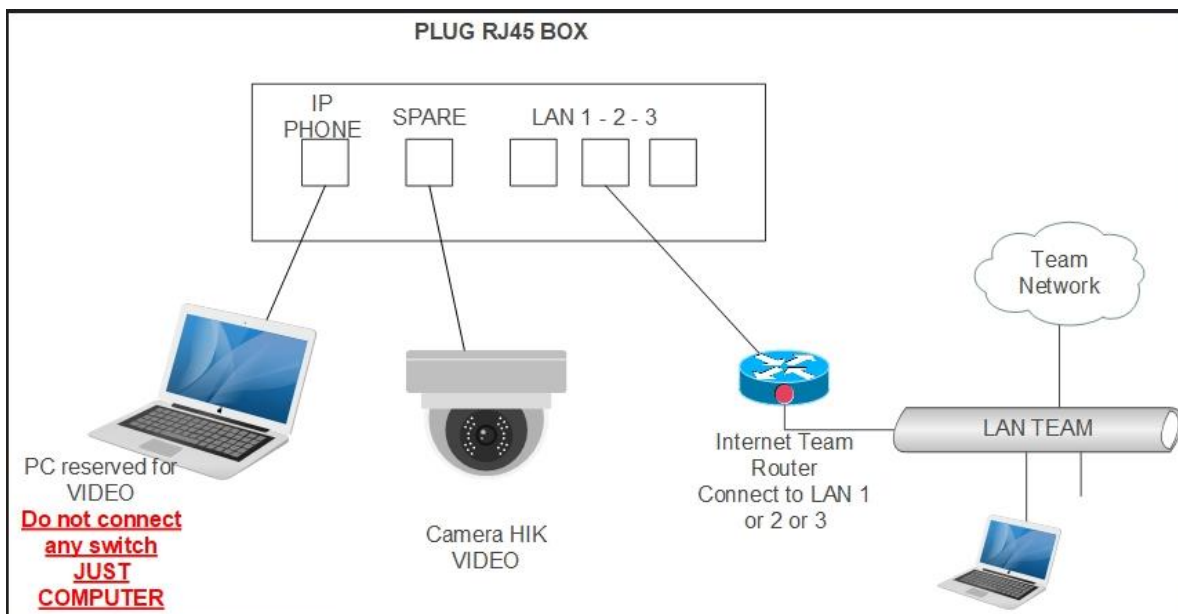 PLUG RJ45 BOX
IP
PHONE
SPARE
LAN 1 - 2 - 3
Team
Network
LAN TEAM
PC reserved for
VIDEO
Do not connect
any switch
JUST
COMPUTER
Camera HIK
VIDEO
Internet Team
Router
Connect to LAN 1
or 2 or 3